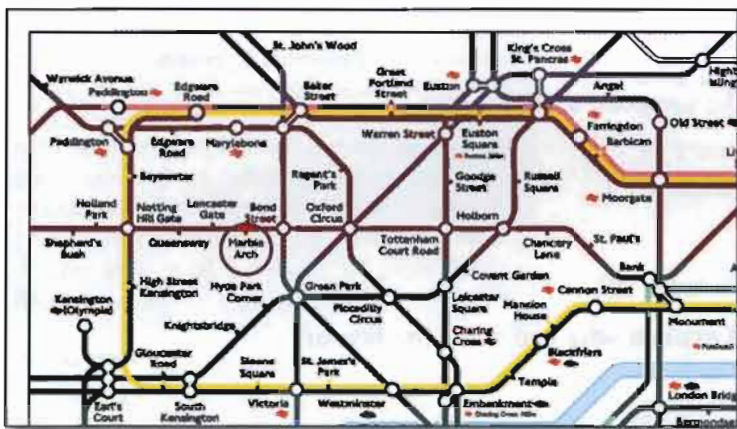 St. John's Wood
King's Cross
St. Pancras
Warwick Avenue
Paddington
Edgware
Road
Baker
Street
Great
Portland
Street
Euston
Angel
Paddington
Edgware
Road
Marylebone
Warren Street
Euston
Square
Farringdon
Barbican
Old Street
Bayswater
Regent's
Park
Goodge
Street
Russell
Square
Moorgate
Holland
Park
Notting
Hill Gate
Lancaster
Gate
Bond
Street
Oxford
Circus
Holborn
Shepherd's
Bush
Queensway
Marble
Arch
Tottenham
Court Road
Chancery
Lane
St. Paul's
Bank
High Street
Kensington
Kensington
(Olympia)
Hyde Park
Corner
Green Park
Covent Garden
Leicester
Square
Cannon Street
Mansion
House
Knightsbridge
Piccadilly
Circus
Charing
Cross
Monument
Gloucester
Road
Sloane
Square
St. James's
Park
Blackfriars
Temple
Earl's
Court
South
Kensington
Victoria
Westminster
Embankment
London Bridge